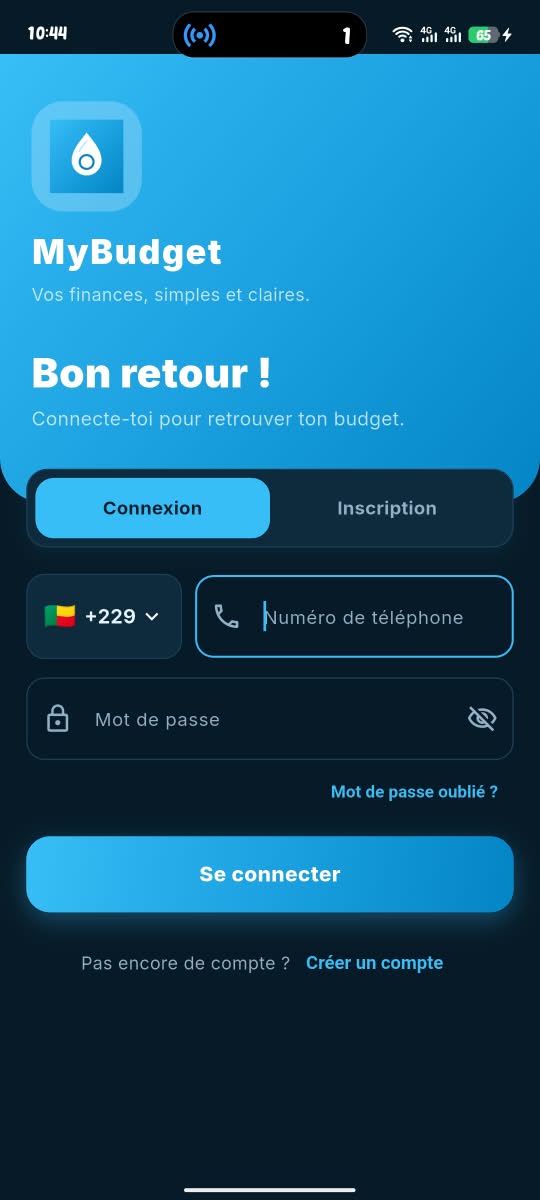 10:44
1
4G 4G 65
MyBudget
Vos finances, simples et claires.
Bon retour !
Connecte-toi pour retrouver ton budget.
Connexion Inscription
+229 Numéro de téléphone
Mot de passe
Mot de passe oublié ?
Se connecter
Pas encore de compte ? Créer un compte